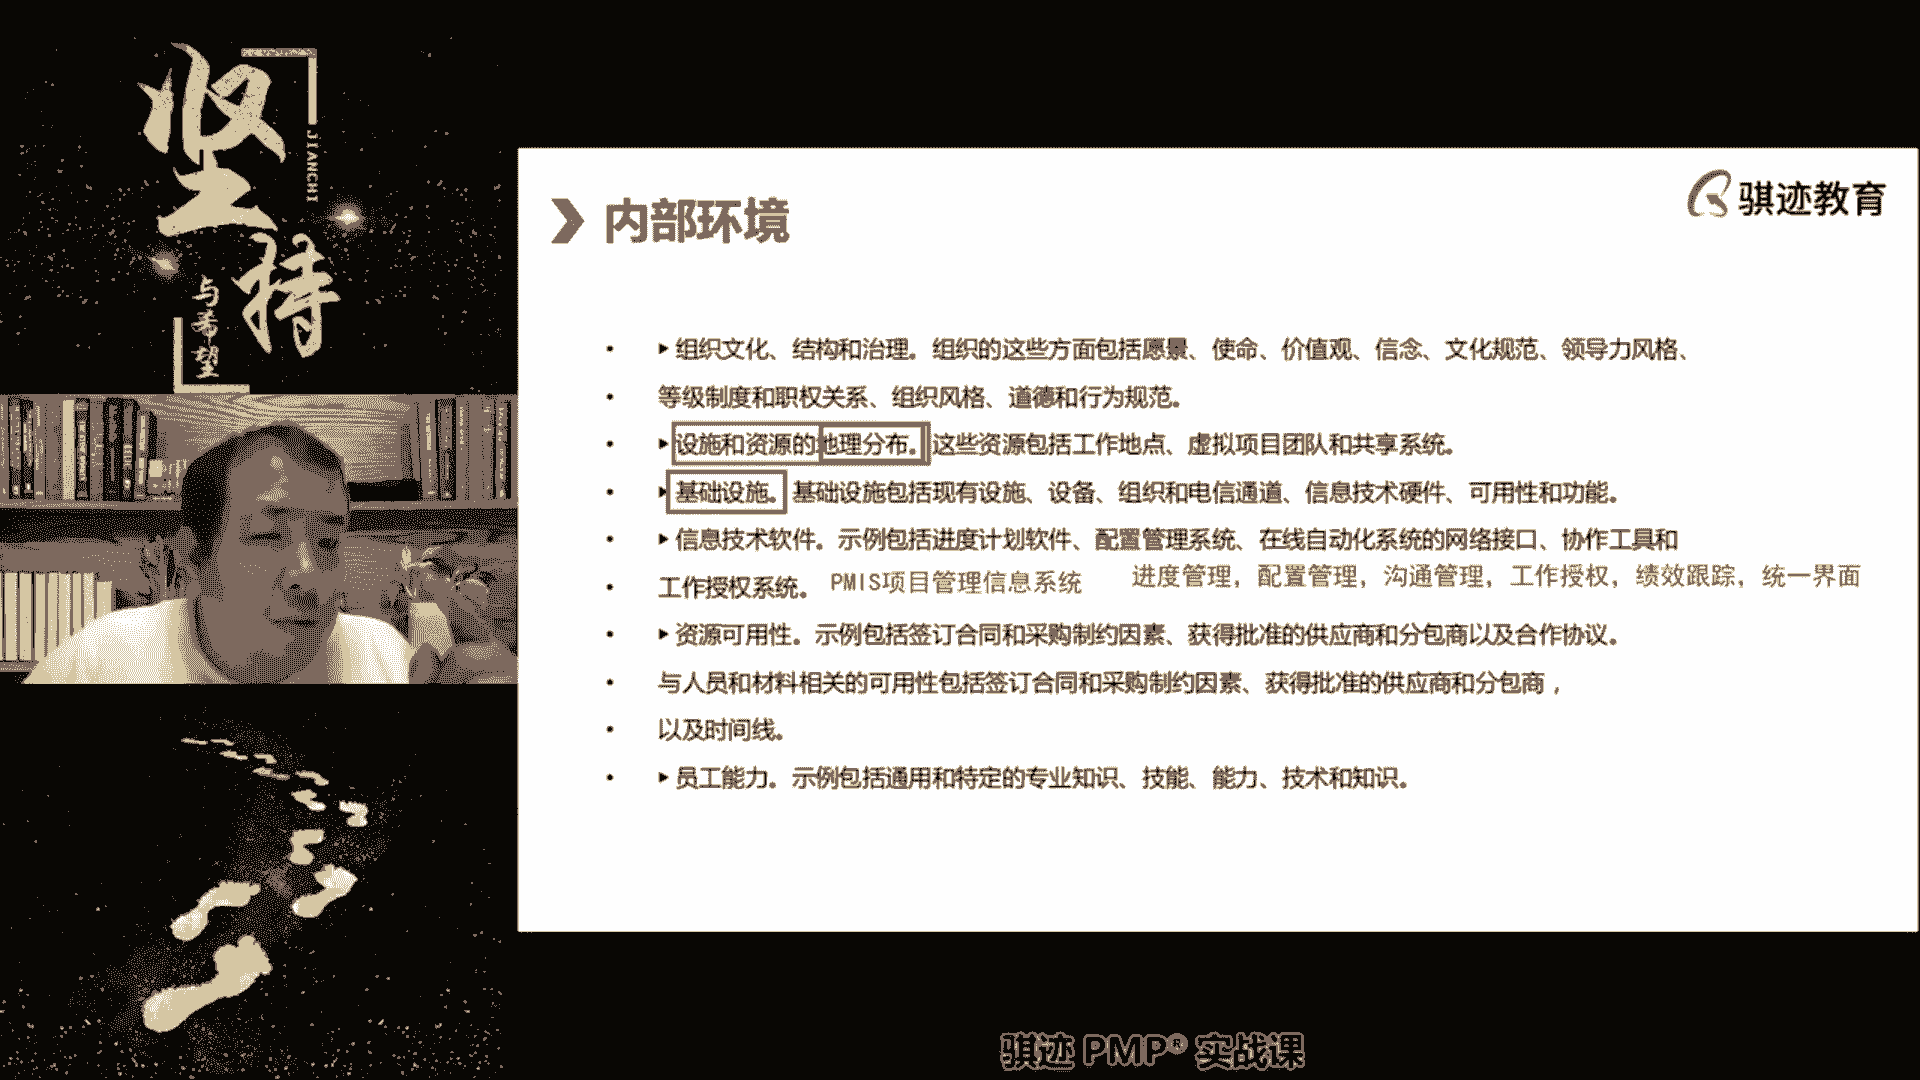 坚持
JIANCHI
与希望
骐迹教育
内部环境
• ▸组织文化、结构和治理。组织的这些方面包括愿景、使命、价值观、信念、文化规范、领导力风格、
• 等级制度和职权关系、组织风格、道德和行为规范。
• ▸设施和资源的地理分布。这些资源包括工作地点、虚拟项目团队和共享系统。
• ▸基础设施。基础设施包括现有设施、设备、组织和电信通道、信息技术硬件、可用性和功能。
• ▸信息技术软件。示例包括进度计划软件、配置管理系统、在线自动化系统的网络接口、协作工具和
• 工作授权系统。 PMIS项目管理信息系统 进度管理，配置管理，沟通管理，工作授权，绩效跟踪，统一界面
• ▸资源可用性。示例包括签订合同和采购制约因素、获得批准的供应商和分包商以及合作协议。
• 与人员和材料相关的可用性包括签订合同和采购制约因素、获得批准的供应商和分包商，
• 以及时间线。
• ▸员工能力。示例包括通用和特定的专业知识、技能、能力、技术和知识。
骐迹 PMP® 实战课